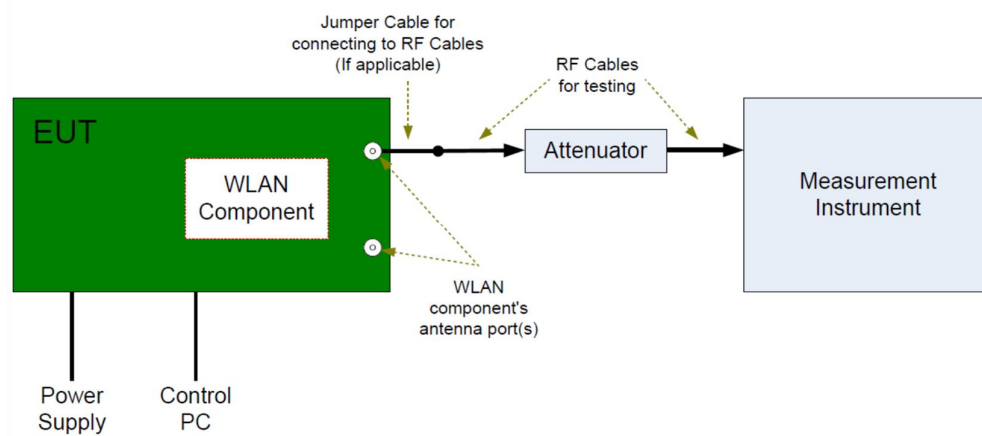 Jumper Cable for
connecting to RF Cables
(If applicable)
RF Cables
for testing
EUT
WLAN
Component
Attenuator
Measurement
Instrument
WLAN
component's
antenna port(s)
Power
Supply
Control
PC